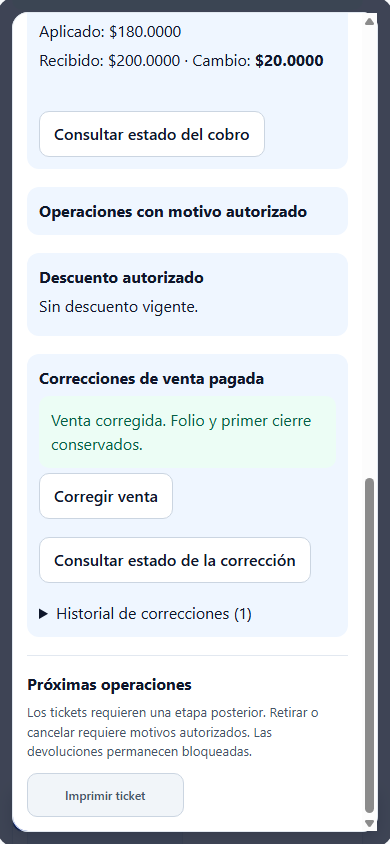 Aplicado: $180.0000
Recibido: $200.0000 · Cambio: $20.0000
Consultar estado del cobro
Operaciones con motivo autorizado
Descuento autorizado
Sin descuento vigente.
Correcciones de venta pagada
Venta corregida. Folio y primer cierre
conservados.
Corregir venta
Consultar estado de la corrección
Historial de correcciones (1)
Próximas operaciones
Los tickets requieren una etapa posterior. Retirar o
cancelar requiere motivos autorizados. Las
devoluciones permanecen bloqueadas.
Imprimir ticket